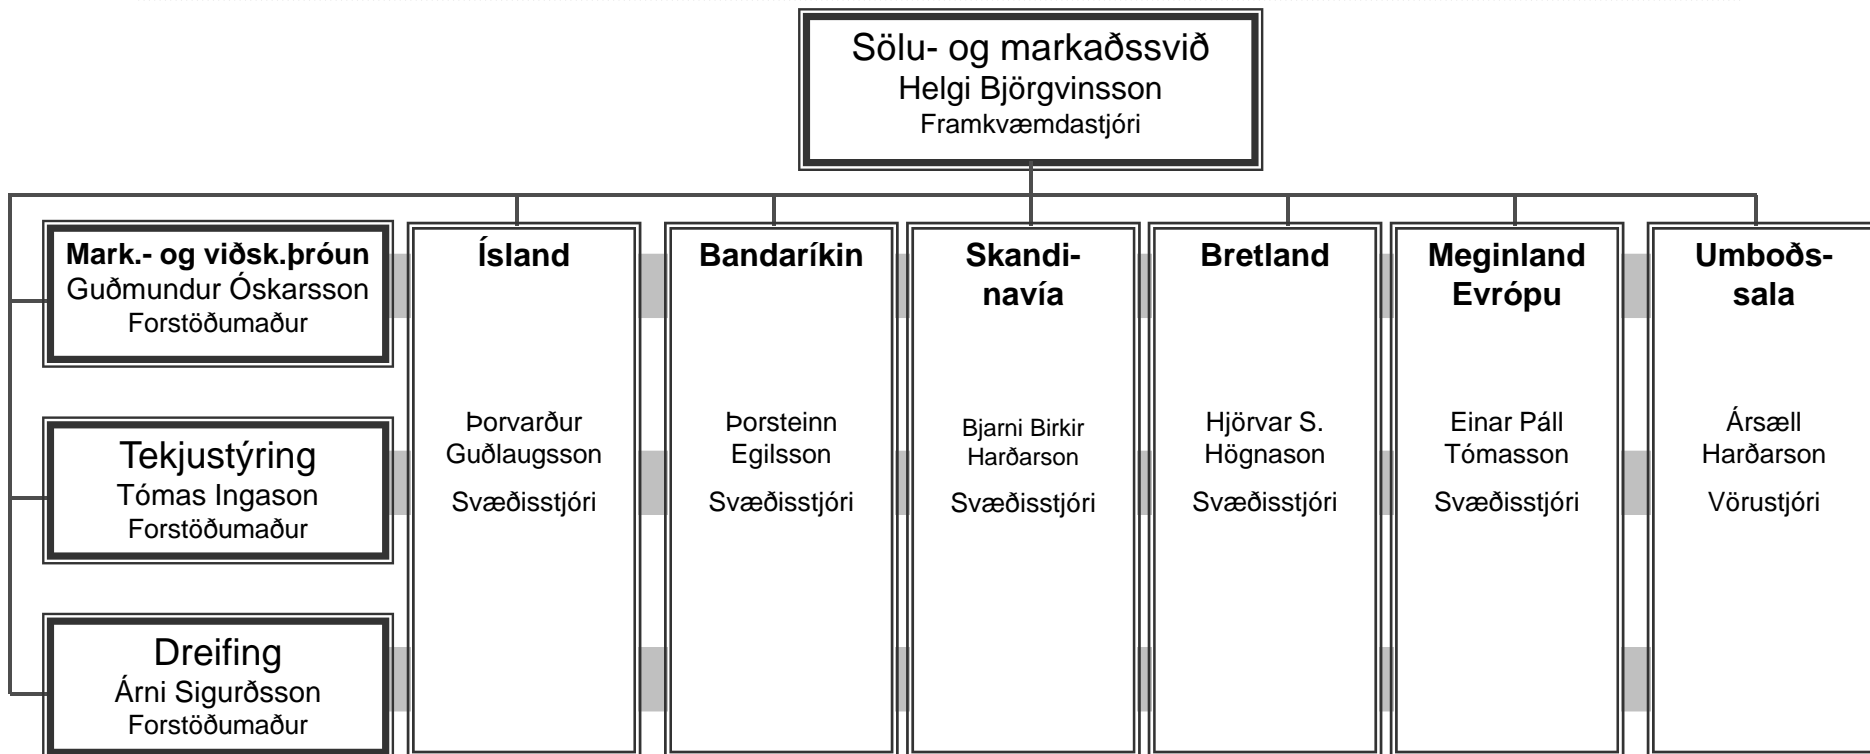 Sölu- og markaðssvið
Helgi Björgvinsson
Framkvæmdastjóri
Mark.- og viðsk.þróun
Guðmundur Óskarsson
Forstöðumaður
Tekjustýring
Tómas Ingason
Forstöðumaður
Dreifing
Árni Sigurðsson
Forstöðumaður
Ísland
Þorvarður
Guðlaugsson
Svæðisstjóri
Bandaríkin
Þorsteinn
Egilsson
Svæðisstjóri
Skandi-
navía
Bjarni Birkir
Harðarson
Svæðisstjóri
Bretland
Hjörvar S.
Högnason
Svæðisstjóri
Meginland
Evrópu
Einar Páll
Tómasson
Svæðisstjóri
Umboðs-
sala
Ársæll
Harðarson
Vörustjóri